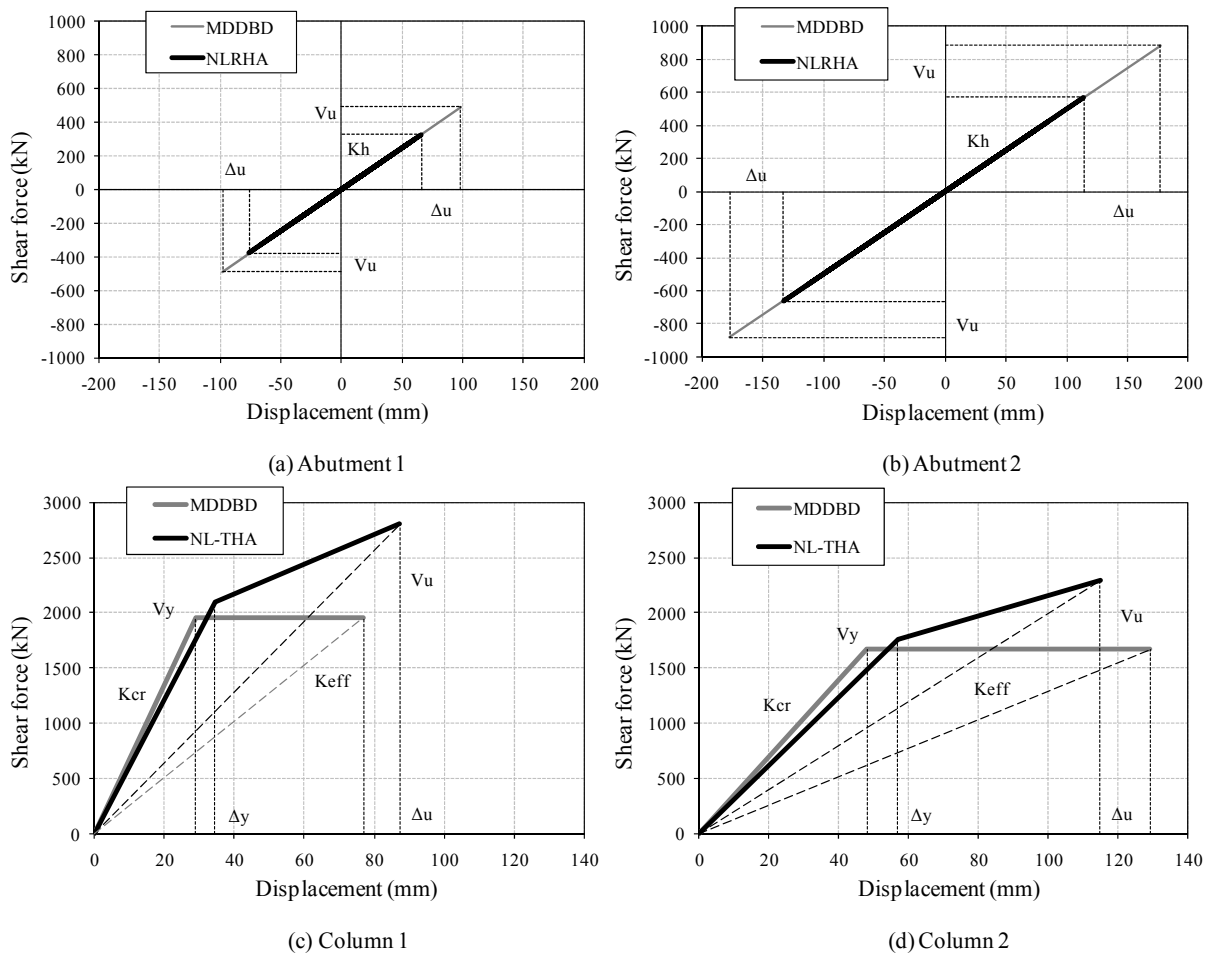 MDDBD
NLRHA
1000
800
600
400
200
0
-200
-400
-600
-800
-1000
Shear force (kN)
Vu
Kh
Δu
Δu
Vu
-200 -150 -100 -50 0 50 100 150 200
Displacement (mm)
(a) Abutment 1
MDDBD
NLRHA
1000
800
600
400
200
0
-200
-400
-600
-800
-1000
Shear force (kN)
Vu
Kh
Δu
Δu
Vu
-200 -150 -100 -50 0 50 100 150 200
Displacement (mm)
(b) Abutment 2
MDDBD
NL-THA
3000
2500
2000
1500
1000
500
0
Shear force (kN)
Vy
Vu
Kcr
Keff
Δy
Δu
0 20 40 60 80 100 120 140
Displacement (mm)
(c) Column 1
MDDBD
NL-THA
3000
2500
2000
1500
1000
500
0
Shear force (kN)
Vy
Vu
Kcr
Keff
Δy
Δu
0 20 40 60 80 100 120 140
Displacement (mm)
(d) Column 2